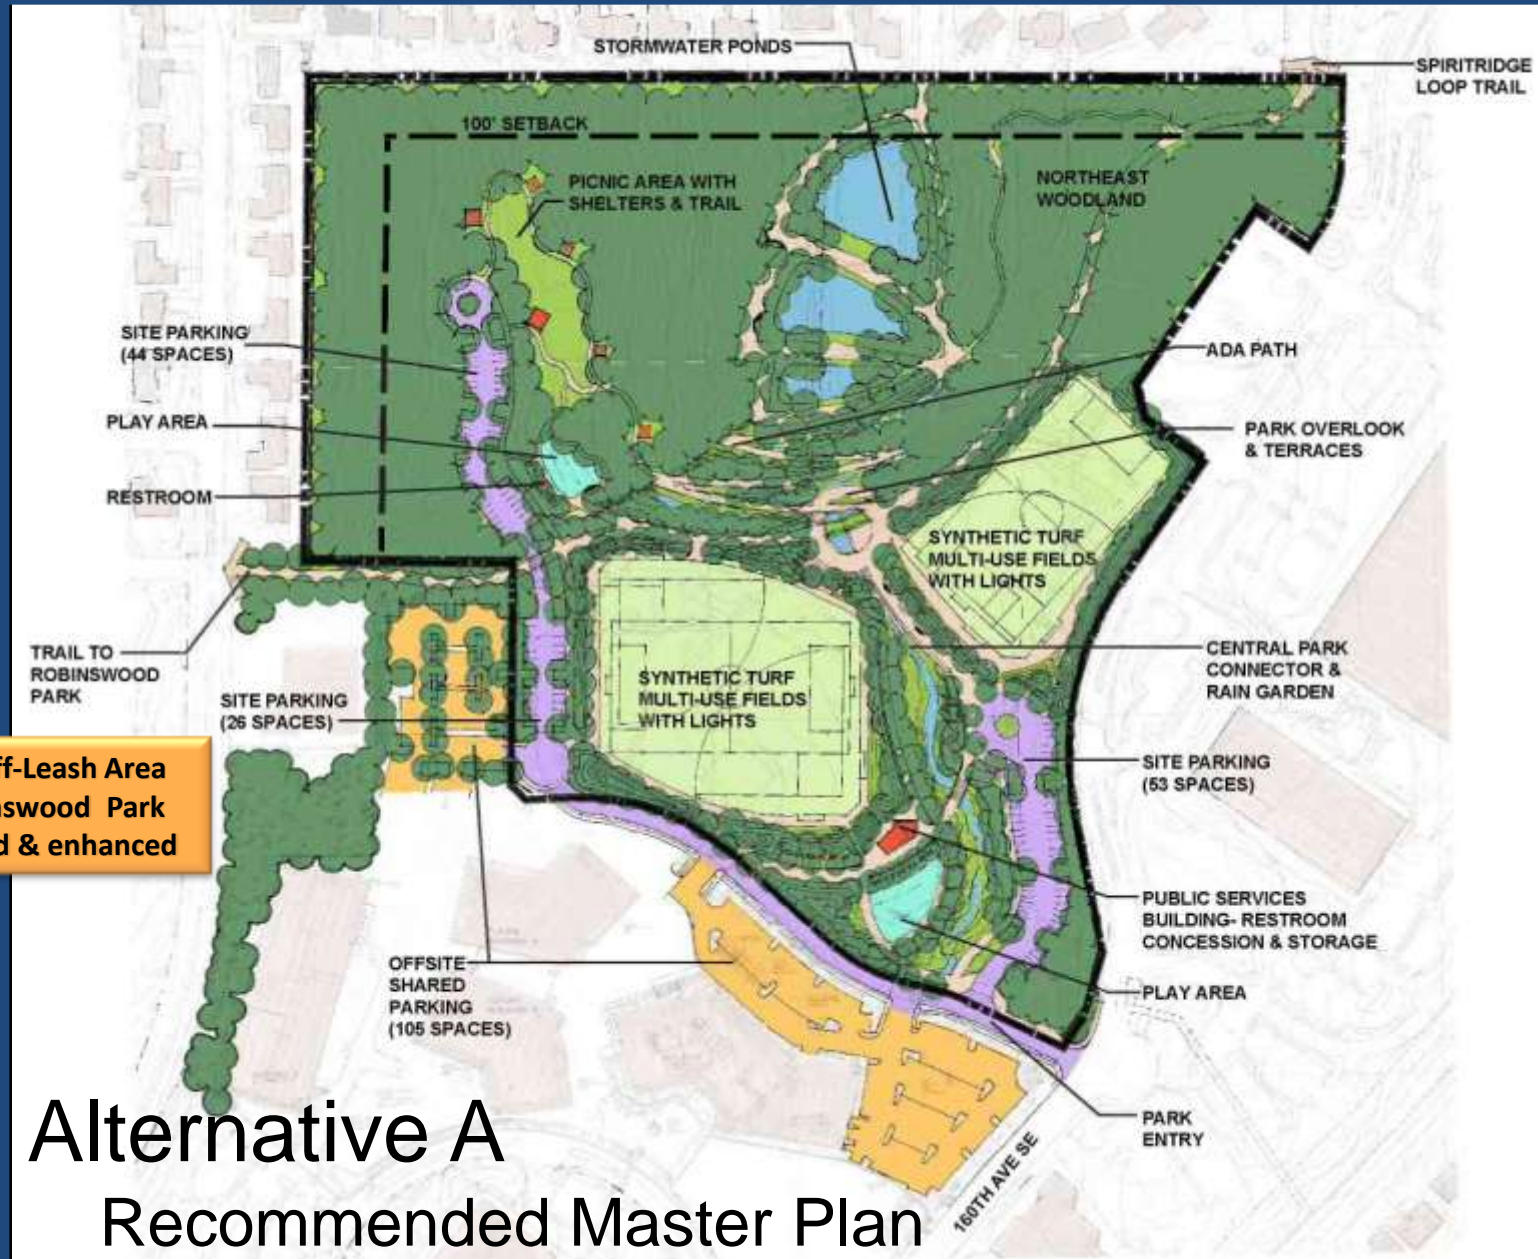 STORMWATER PONDS
SPIRITRIDGE
LOOP TRAIL
100' SETBACK
PICNIC AREA WITH
SHELTERS & TRAIL
NORTHEAST
WOODLAND
SITE PARKING
(44 SPACES)
ADA PATH
PLAY AREA
PARK OVERLOOK
& TERRACES
RESTROOM
SYNTHETIC TURF
MULTI-USE FIELDS
WITH LIGHTS
TRAIL TO
ROBINSWOOD
PARK
CENTRAL PARK
CONNECTOR &
RAIN GARDEN
SITE PARKING
(26 SPACES)
SYNTHETIC TURF
MULTI-USE FIELDS
WITH LIGHTS
ff-Leash Area
nswood Park
d & enhanced
SITE PARKING
(53 SPACES)
PUBLIC SERVICES
BUILDING- RESTROOM
CONCESSION & STORAGE
OFFSITE
SHARED
PARKING
(105 SPACES)
PLAY AREA
PARK
ENTRY
160TH AVE SE
Alternative A
Recommended Master Plan